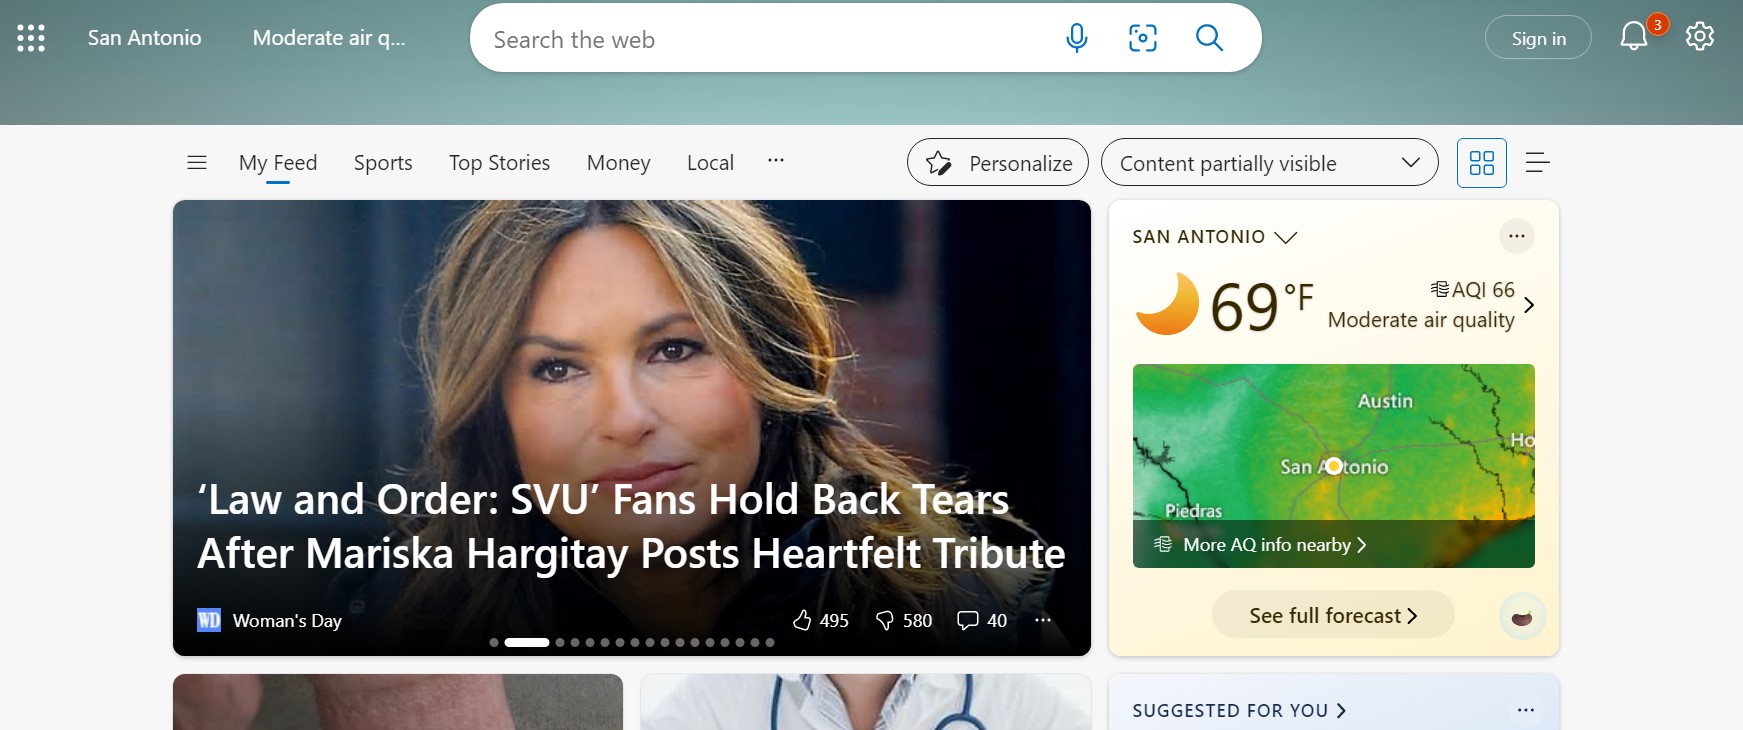 San Antonio
Moderate air q...
Search the web
Sign in
3
My Feed
Sports
Top Stories
Money
Local
...
Personalize
Content partially visible
‘Law and Order: SVU’ Fans Hold Back Tears
After Mariska Hargitay Posts Heartfelt Tribute
WD
Woman's Day
495
580
40
SAN ANTONIO
69 °F
AQI 66
Moderate air quality
Austin
Ho
San Antonio
Piedras
More AQ info nearby
See full forecast
SUGGESTED FOR YOU